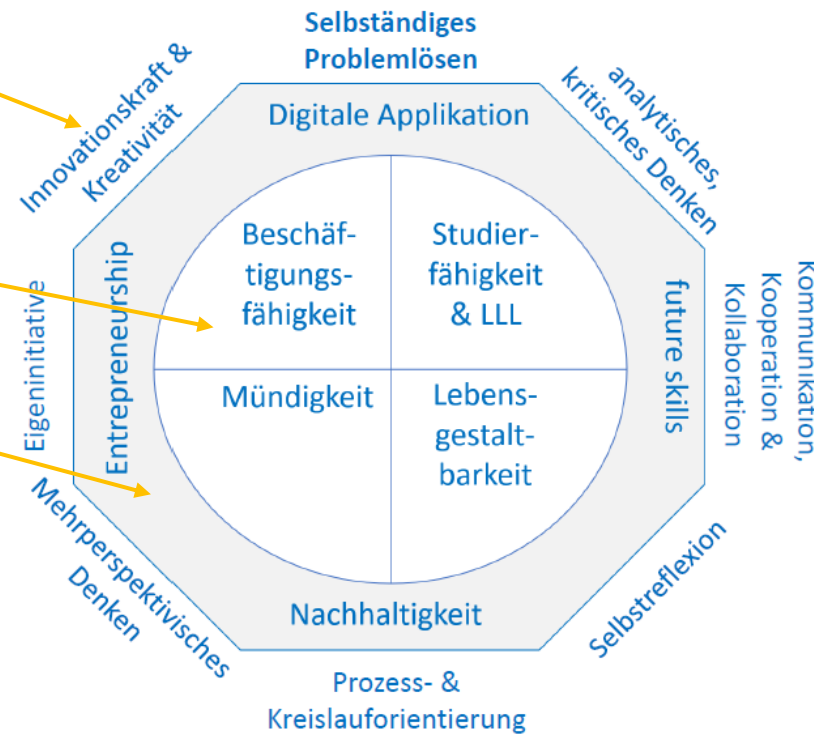 Selbständiges
Problemlösen
Innovationskraft &
Kreativität
analytisches,
kritisches Denken
Digitale Applikation
Beschäf-
tigungs-
fähigkeit
Studier-
fähigkeit
& LLL
Eigeninitiative
Entrepreneurship
future skills
Kommunikation,
Kooperation &
Kollaboration
Mündigkeit
Lebens-
gestalt-
barkeit
Mehrperspektivisches
Denken
Nachhaltigkeit
Selbstreflexion
Prozess- &
Kreislauforientierung